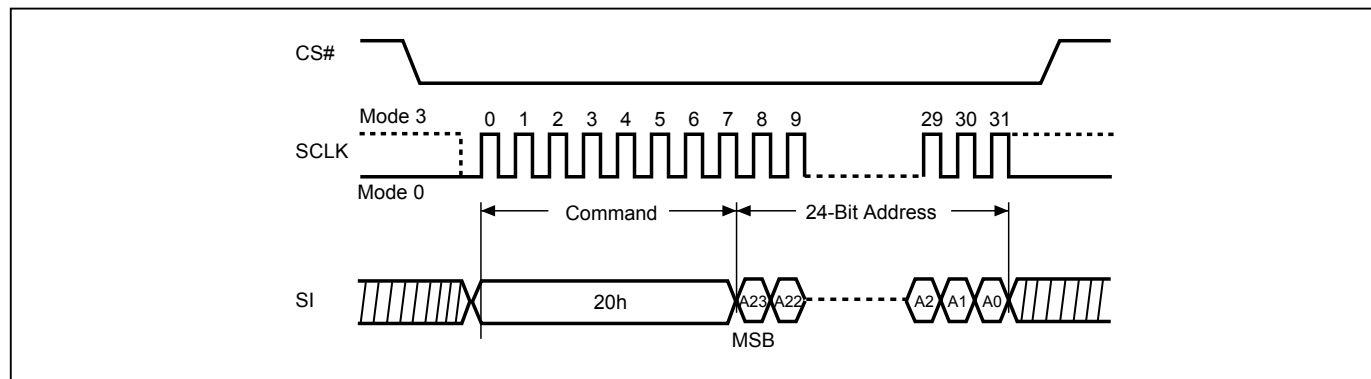 CS#
Mode 3
0 1 2 3 4 5 6 7 8 9 29 30 31
SCLK
Mode 0
Command 24-Bit Address
SI 20h A23 A22 A2 A1 A0
MSB